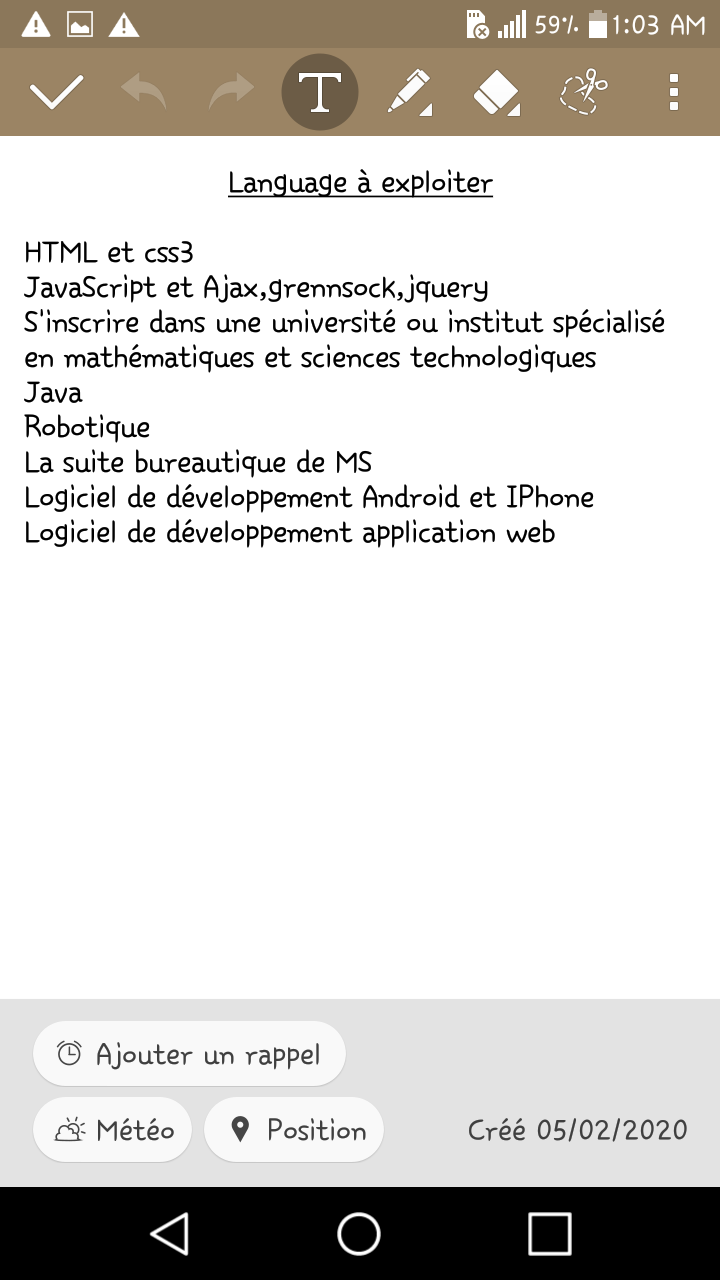 59% 1:03 AM
T
Language à exploiter
HTML et css3
JavaScript et Ajax,grennsock,jquery
S'inscrire dans une université ou institut spécialisé
en mathématiques et sciences technologiques
Java
Robotique
La suite bureautique de MS
Logiciel de développement Android et IPhone
Logiciel de développement application web
Ajouter un rappel
Météo Position Créé 05/02/2020